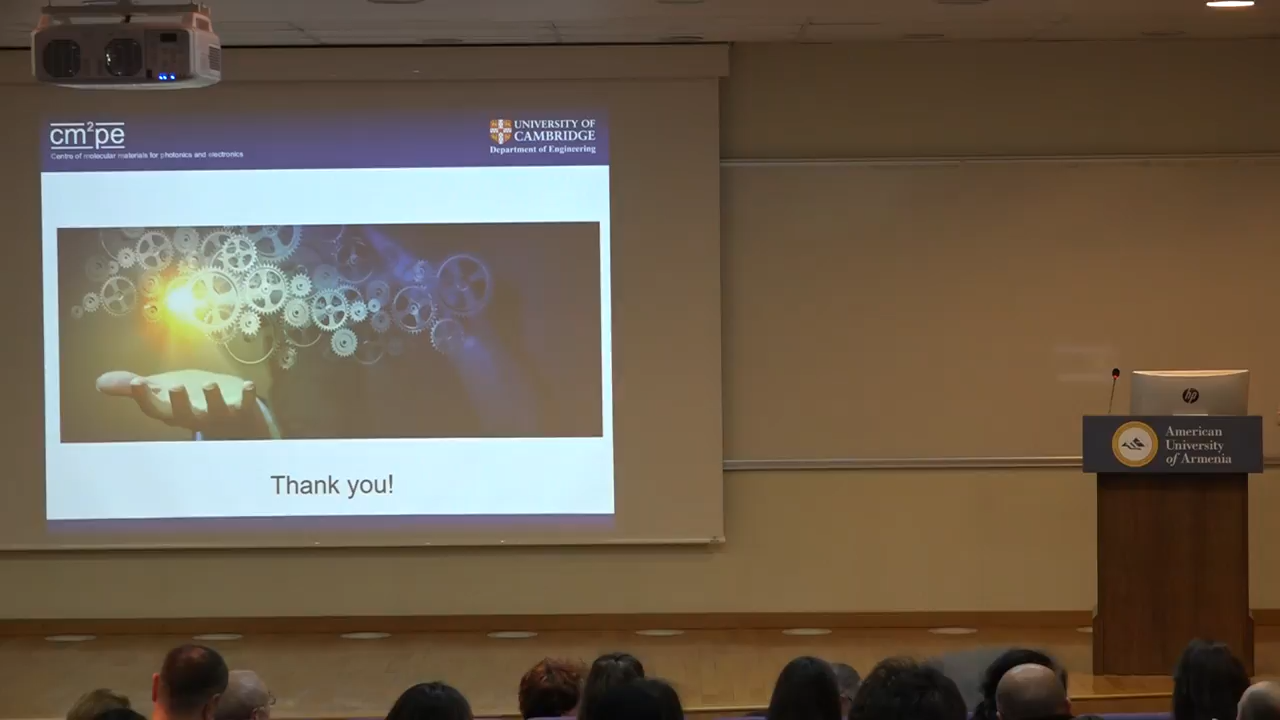 cm²pe
Centre of molecular materials for photonics and electronics
UNIVERSITY OF
CAMBRIDGE
Department of Engineering
Thank you!
hp
American
University
of Armenia